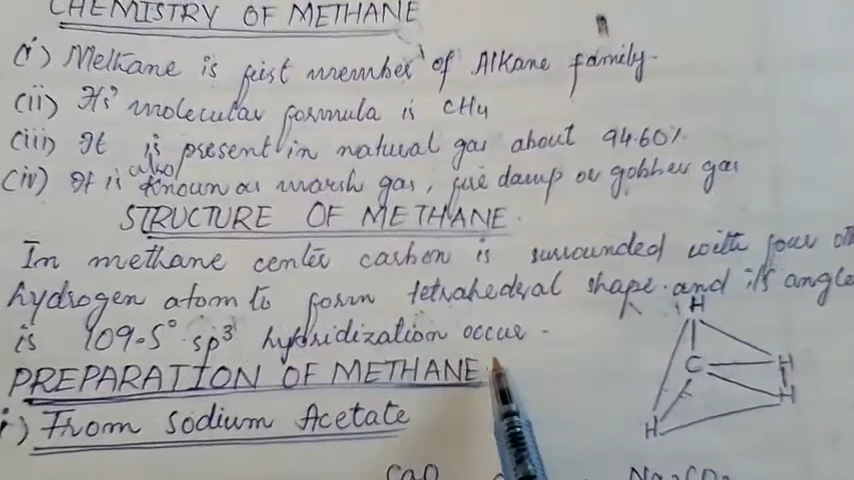 CHEMISTRY OF METHANE
(i) Methane is first member of Alkane family.
(ii) It's molecular formula is CH4
(iii) It is present in natural gas about 94.60%
(iv) It is also known as marsh gas, fire damp or gobber gas
STRUCTURE OF METHANE.
In methane center carbon is surrounded with four
hydrogen atom to form tetrahedral shape. and it's angle
is 109.5° sp³ hybridization occur.
H
C H
H
H
PREPARATION OF METHANE
i) From Sodium Acetate
CaO Na2CO3